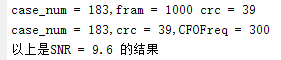 case_num = 183,fram = 1000 crc = 39
case_num = 183,crc = 39,CFOFreq = 300
以上是SNR = 9.6 的结果